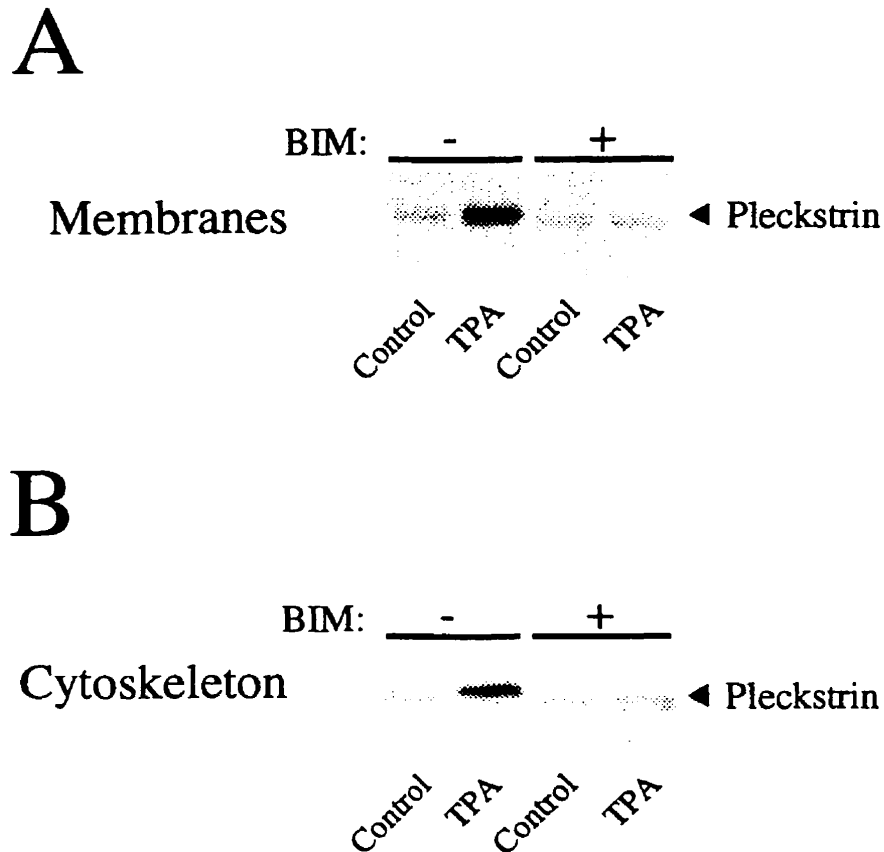 A
BIM: - +
Membranes
◄ Pleckstrin
Control TPA Control TPA
B
BIM: - +
Cytoskeleton
◄ Pleckstrin
Control TPA Control TPA